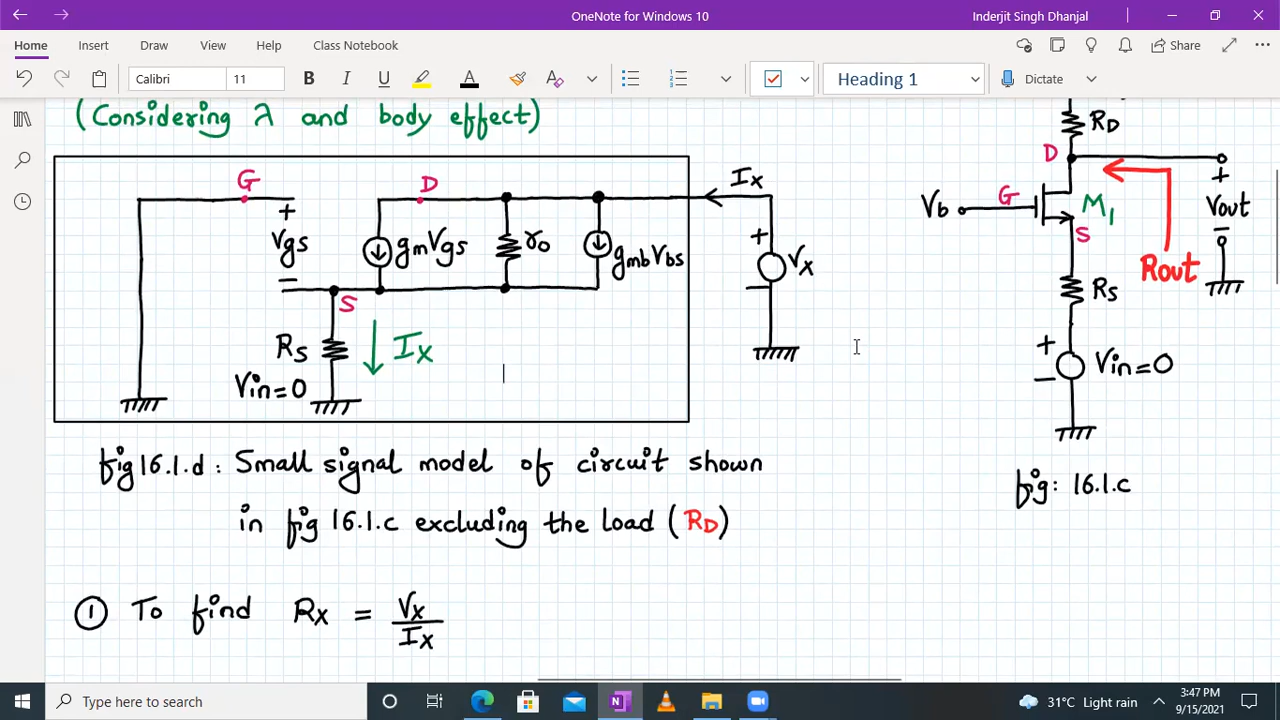 OneNote for Windows 10
Inderjit Singh Dhanjal
Home Insert Draw View Help Class Notebook
Share
Calibri 11 B I U A Heading 1 Dictate
(Considering λ and body effect)
RD
G D Ix
D
G
Vb
M1
S
+
Vout
−
Rout
+
Vgs
−
gmVgs
ro
gmbVbs
+
Vx
−
S
Rs
Ix
Vin=0
Rs
+
Vin=0
−
fig: 16.1.c
fig 16.1.d : Small signal model of circuit shown
in fig 16.1.c excluding the load (RD)
① To find Rx = Vx
Ix
Type here to search
31°C Light rain
3:47 PM
9/15/2021